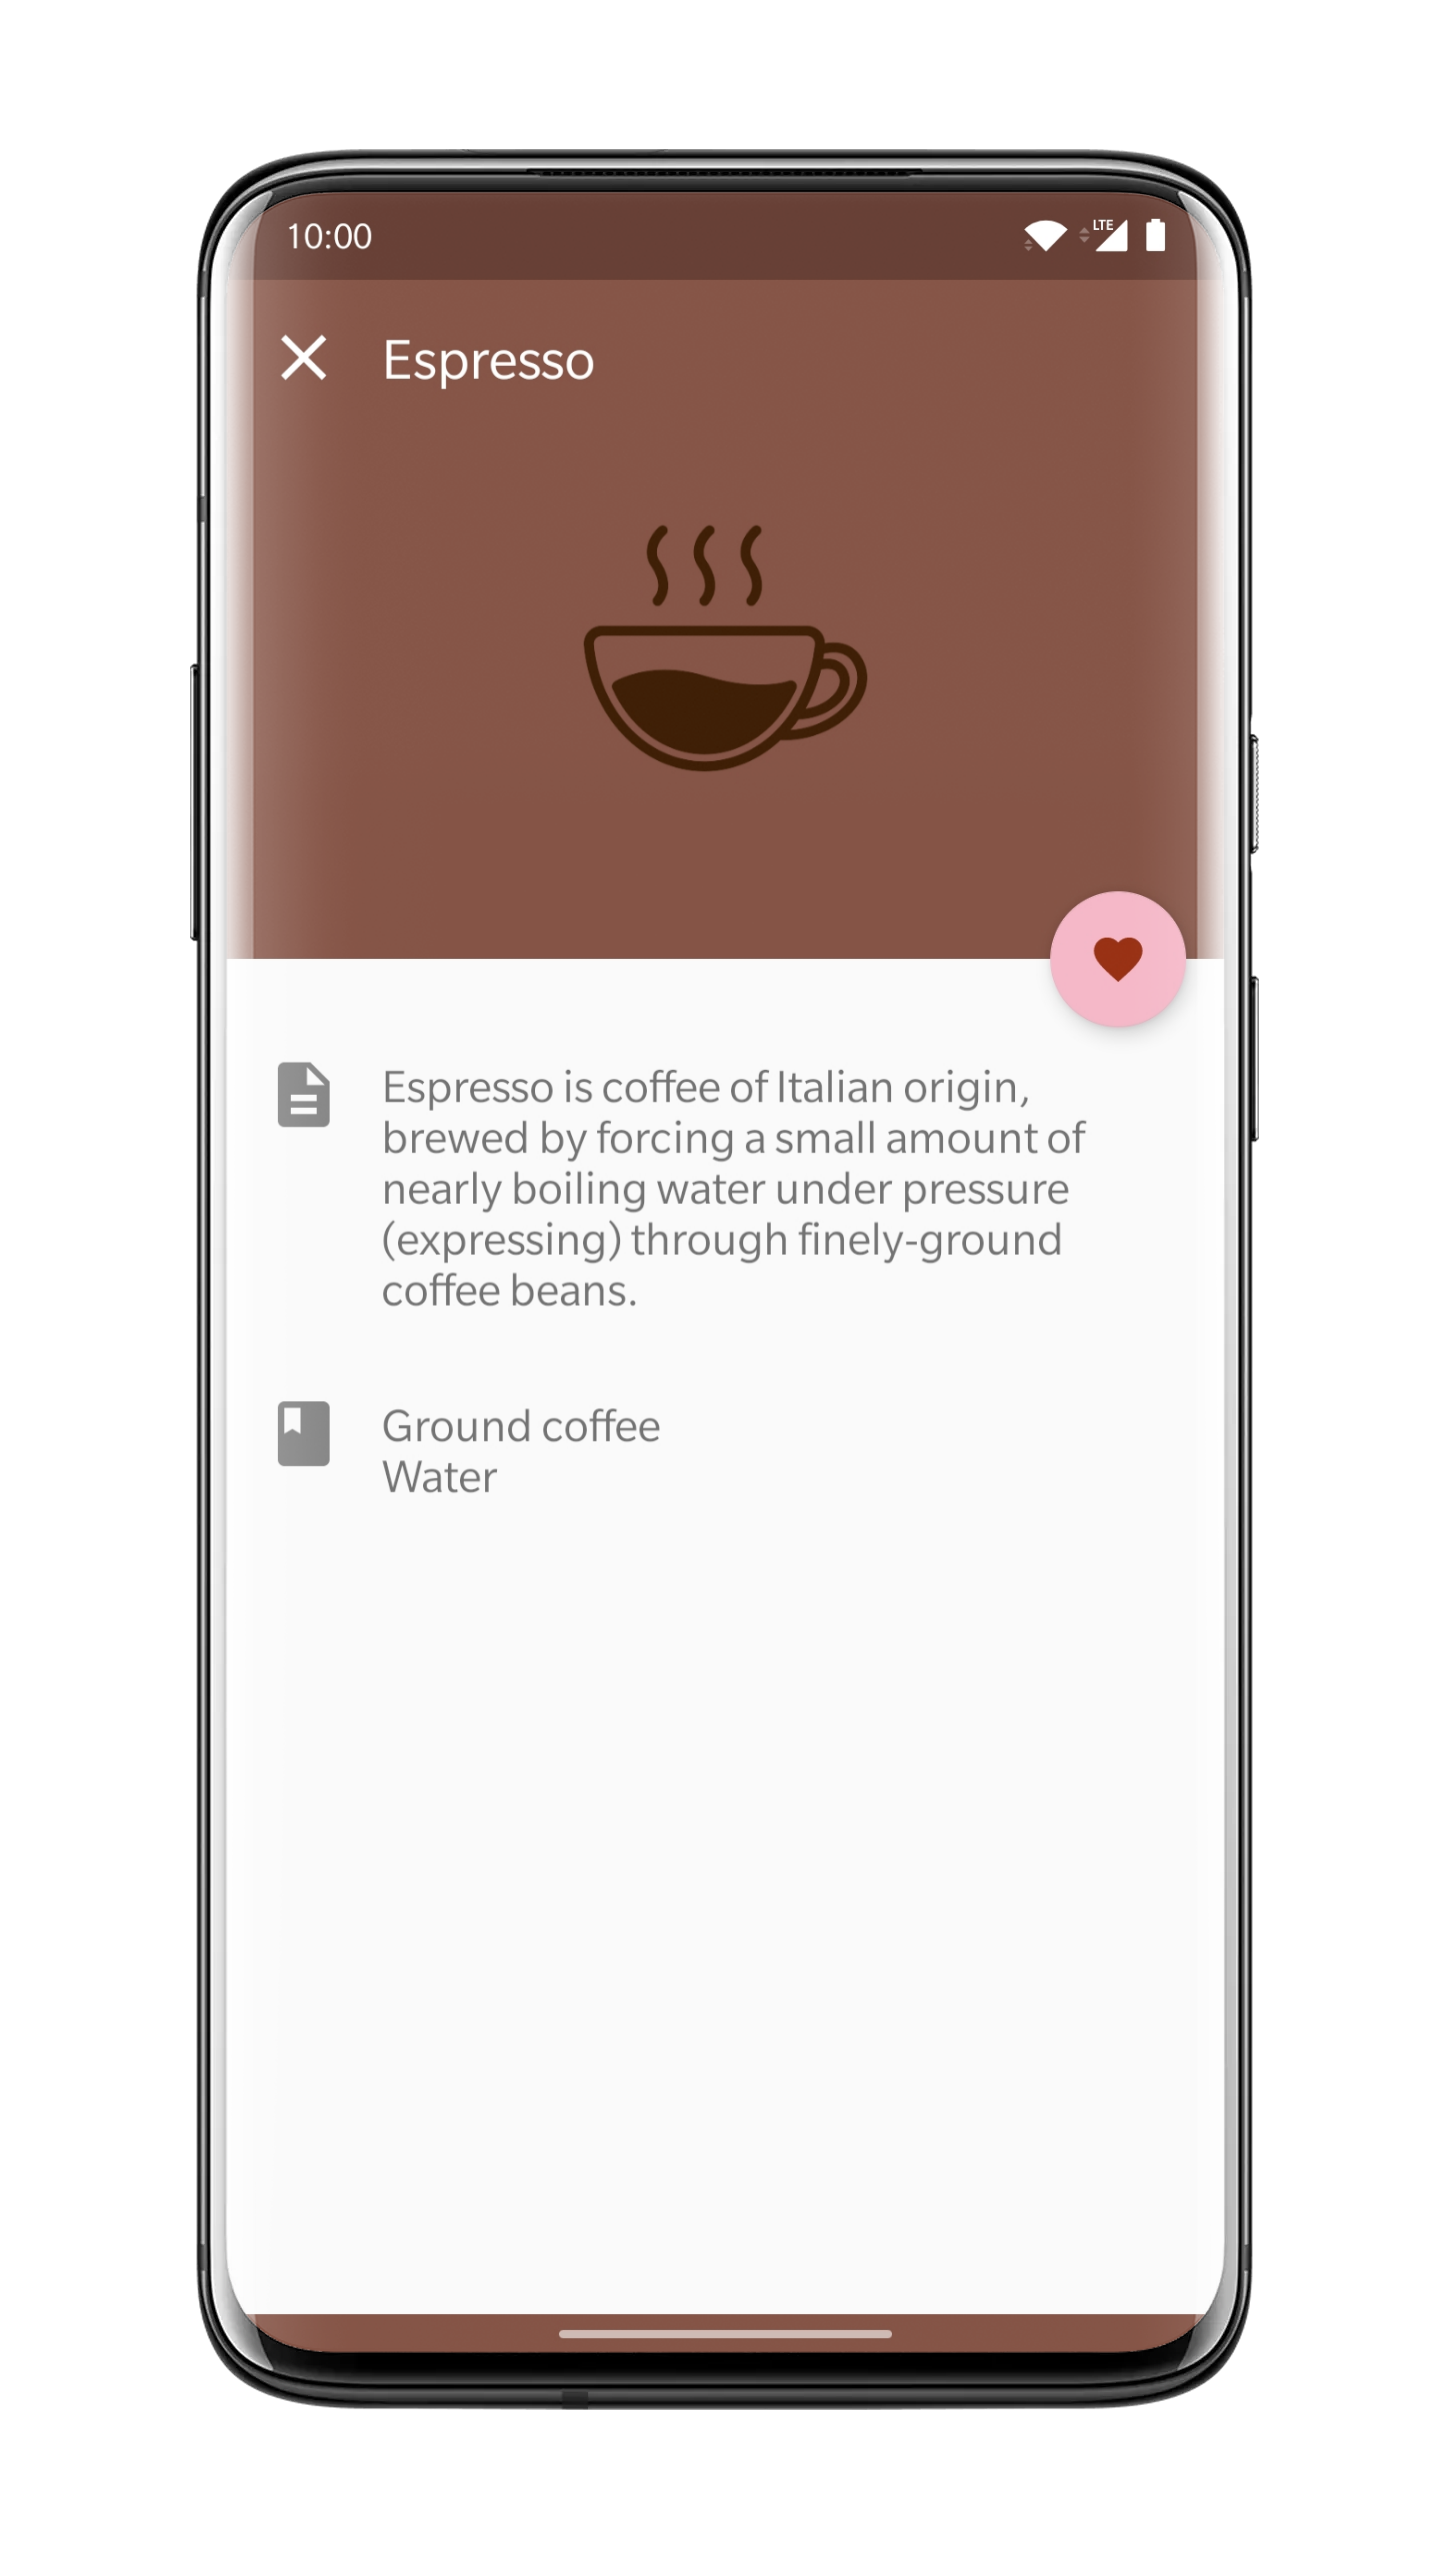 10:00
LTE
Espresso
Espresso is coffee of Italian origin,
brewed by forcing a small amount of
nearly boiling water under pressure
(expressing) through finely-ground
coffee beans.
Ground coffee
Water